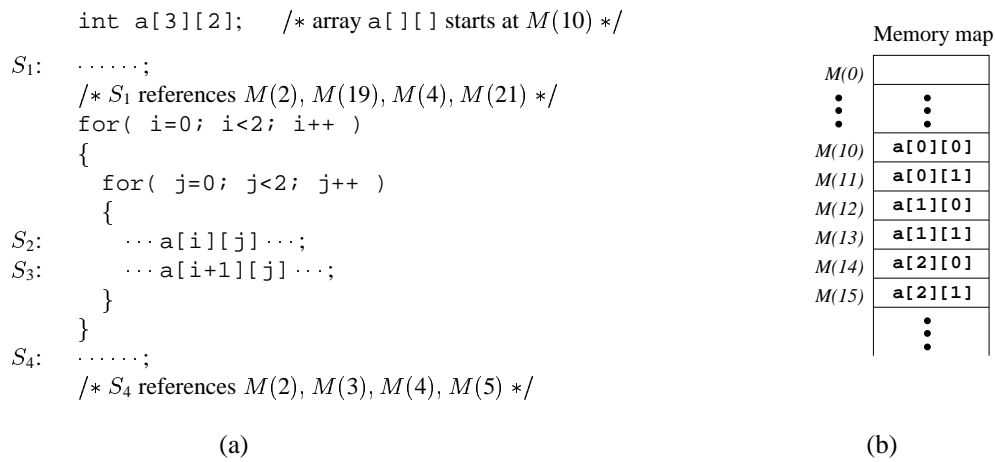 int a[3][2]; /* array a[][] starts at M(10) */
S1: ······;
/* S1 references M(2), M(19), M(4), M(21) */
for( i=0; i<2; i++ )
{
for( j=0; j<2; j++ )
{
S2: ··· a[i][j] ···;
S3: ··· a[i+1][j] ···;
}
}
S4: ······;
/* S4 references M(2), M(3), M(4), M(5) */
(a)
Memory map
M(0)
M(10) a[0][0]
M(11) a[0][1]
M(12) a[1][0]
M(13) a[1][1]
M(14) a[2][0]
M(15) a[2][1]
(b)